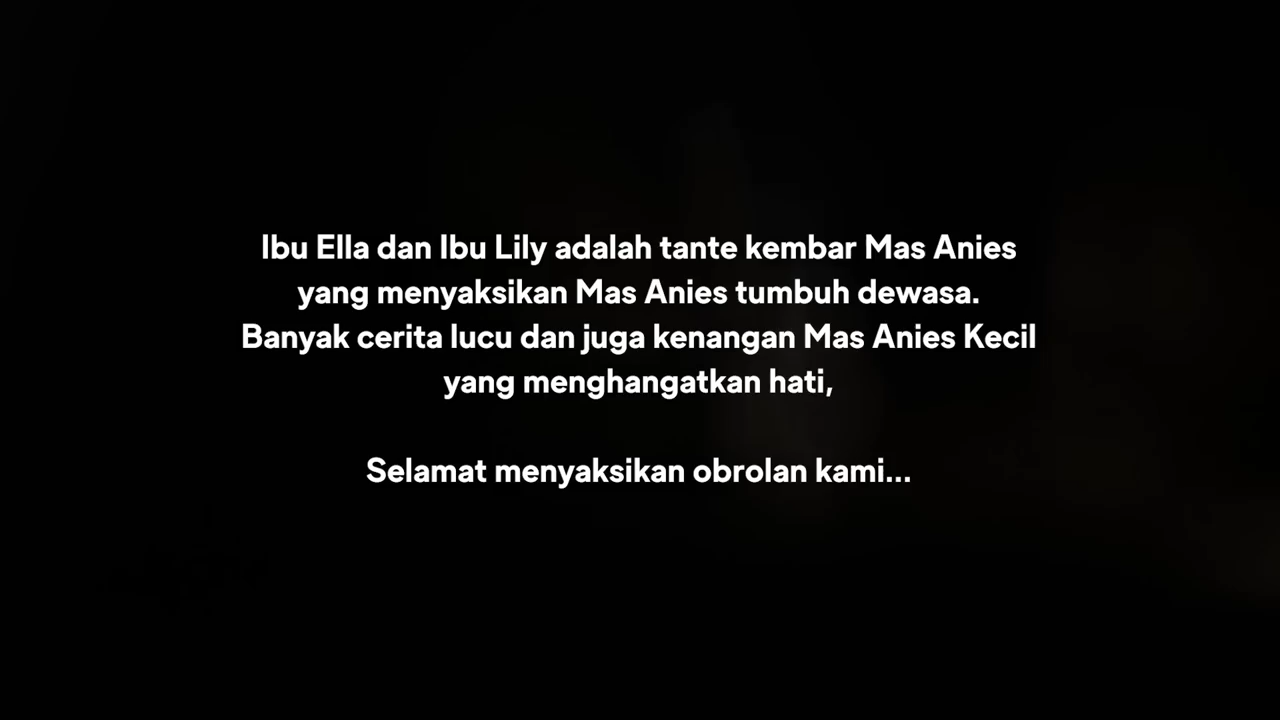 Ibu Ella dan Ibu Lily adalah tante kembar Mas Anies
yang menyaksikan Mas Anies tumbuh dewasa.
Banyak cerita lucu dan juga kenangan Mas Anies Kecil
yang menghangatkan hati,
Selamat menyaksikan obrolan kami...